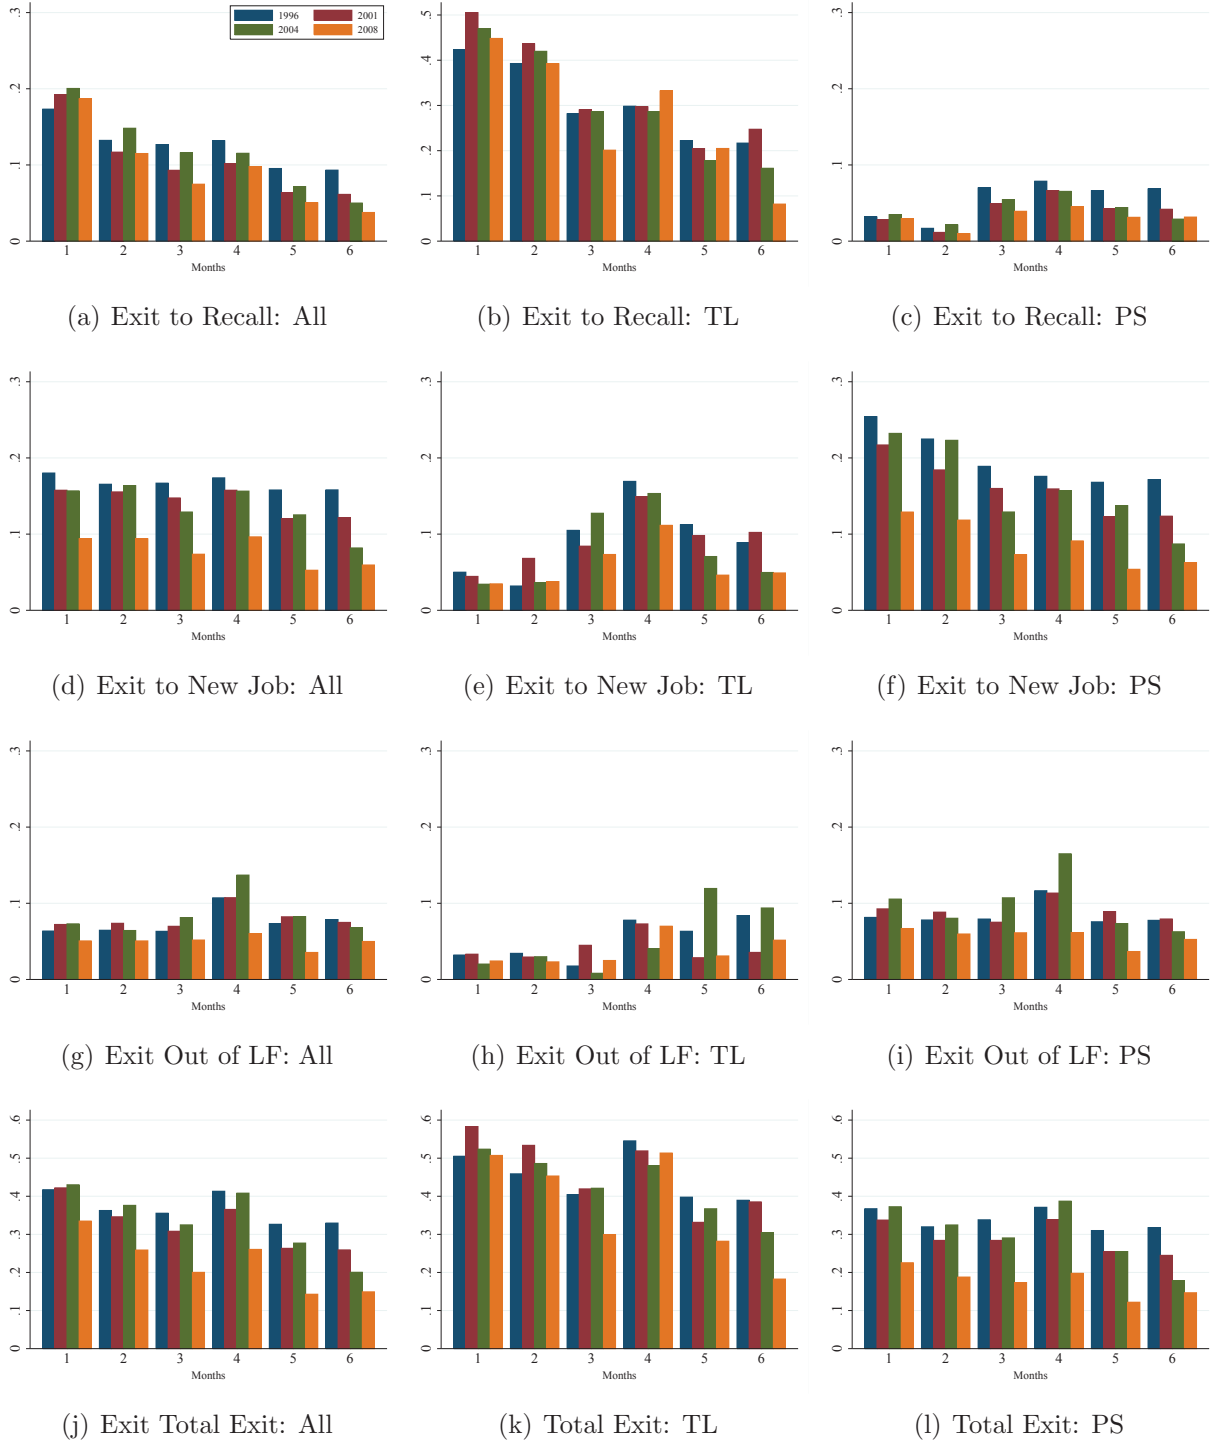 1996 2001
2004 2008
0 .1 .2 .3
1 2 3 4 5 6
Months
0 .1 .2 .3 .4 .5
1 2 3 4 5 6
Months
0 .1 .2 .3
1 2 3 4 5 6
Months
(a) Exit to Recall: All
(b) Exit to Recall: TL
(c) Exit to Recall: PS
0 .1 .2 .3
1 2 3 4 5 6
Months
0 .1 .2 .3
1 2 3 4 5 6
Months
0 .1 .2 .3
1 2 3 4 5 6
Months
(d) Exit to New Job: All
(e) Exit to New Job: TL
(f) Exit to New Job: PS
0 .1 .2 .3
1 2 3 4 5 6
Months
0 .1 .2 .3
1 2 3 4 5 6
Months
0 .1 .2 .3
1 2 3 4 5 6
Months
(g) Exit Out of LF: All
(h) Exit Out of LF: TL
(i) Exit Out of LF: PS
0 .1 .2 .3 .4 .5 .6
1 2 3 4 5 6
Months
0 .1 .2 .3 .4 .5 .6
1 2 3 4 5 6
Months
0 .1 .2 .3 .4 .5 .6
1 2 3 4 5 6
Months
(j) Exit Total Exit: All
(k) Total Exit: TL
(l) Total Exit: PS